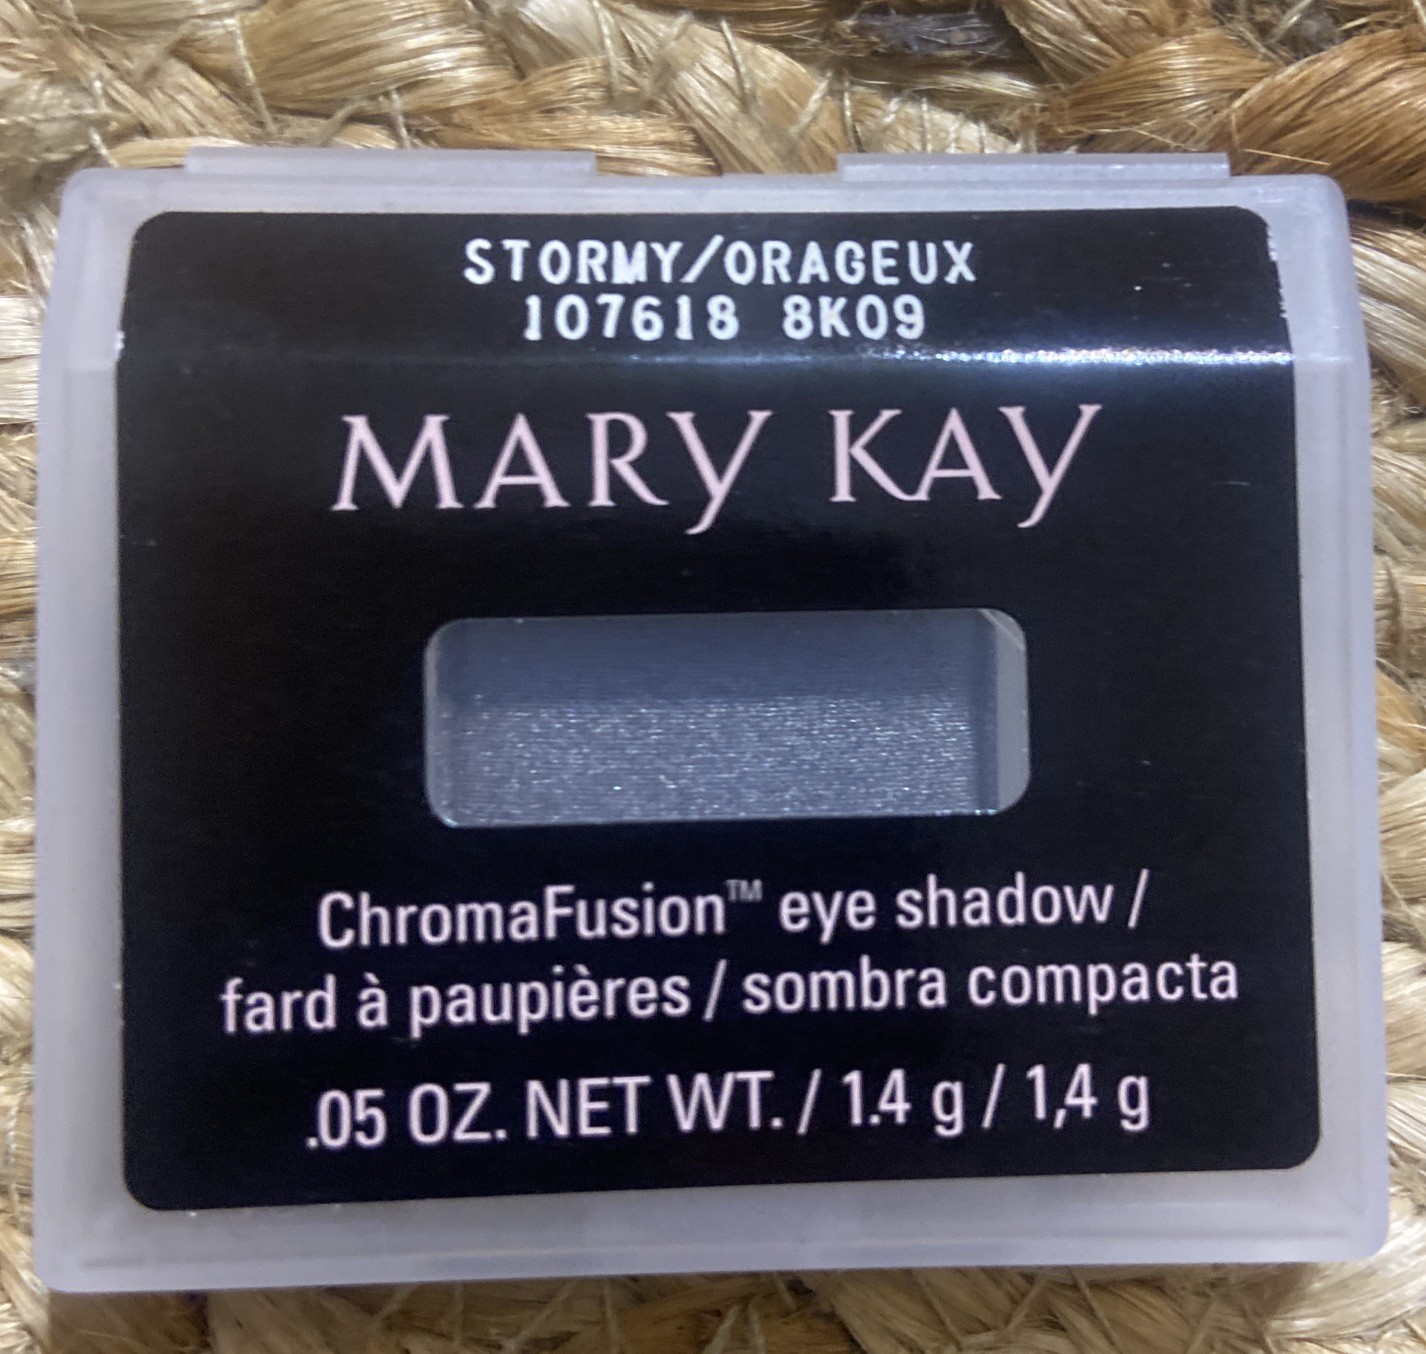 STORMY/ORAGEUX
107618 8K09
MARY KAY
ChromaFusion™ eye shadow /
fard à paupières / sombra compacta
.05 OZ. NET WT. / 1.4 g / 1,4 g